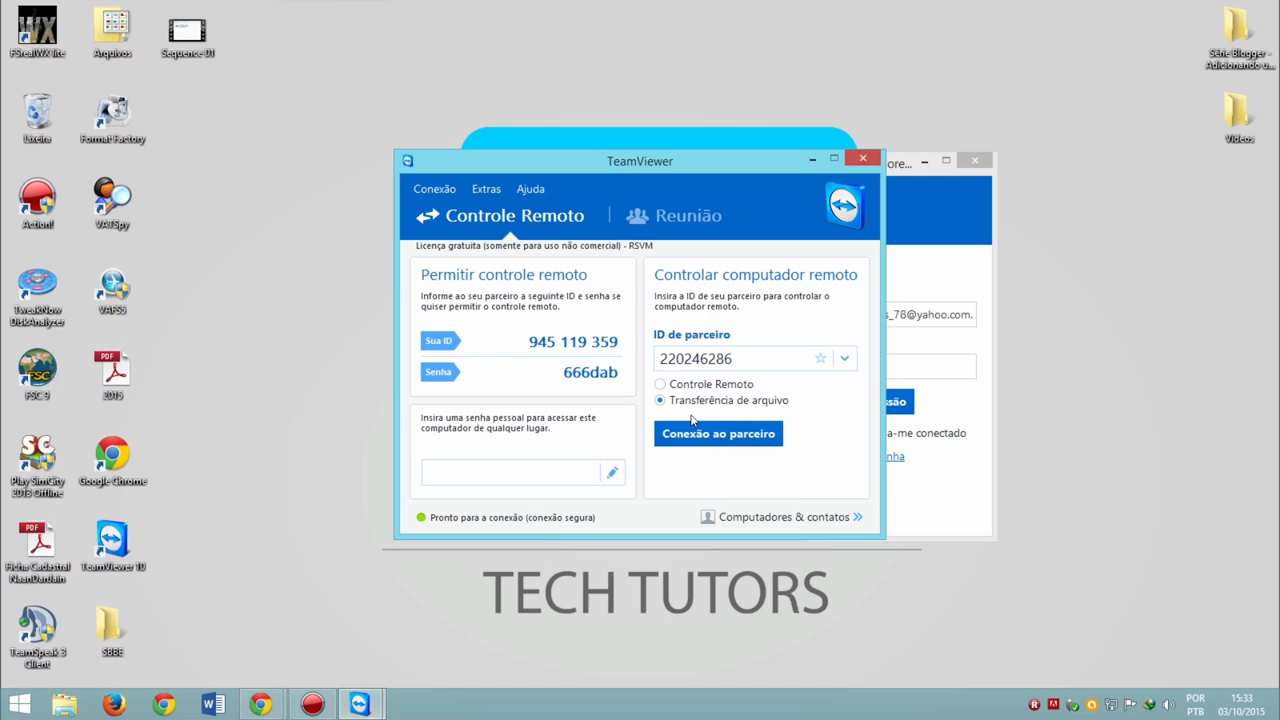 FSrealWX lite
Arquivos
Sequence 01
Série Blogger -
Adicionando u...
Lixeira
Format Factory
Vídeos
Action!
VATSpy
TweakNow
DiskAnalyzer
VAFS5
FSC 9
PDF
2015
Play SimCity
2013 Offline
Google Chrome
PDF
Ficha Cadastral
NaanDanJain
TeamViewer 10
TeamSpeak 3
Client
SBBE
TeamViewer
ore...
Conexão Extras Ajuda
Controle Remoto | Reunião
Licença gratuita (somente para uso não comercial) - RSVM
Permitir controle remoto
Informe ao seu parceiro a seguinte ID e senha se
quiser permitir o controle remoto.
Sua ID 945 119 359
Senha 666dab
Insira uma senha pessoal para acessar este
computador de qualquer lugar.
Controlar computador remoto
Insira a ID de seu parceiro para controlar o
computador remoto.
ID de parceiro
220246286
Controle Remoto
Transferência de arquivo
Conexão ao parceiro
Pronto para a conexão (conexão segura)
Computadores & contatos
s_78@yahoo.com.
ssão
a-me conectado
nha
TECH TUTORS
POR
PTB
15:33
03/10/2015